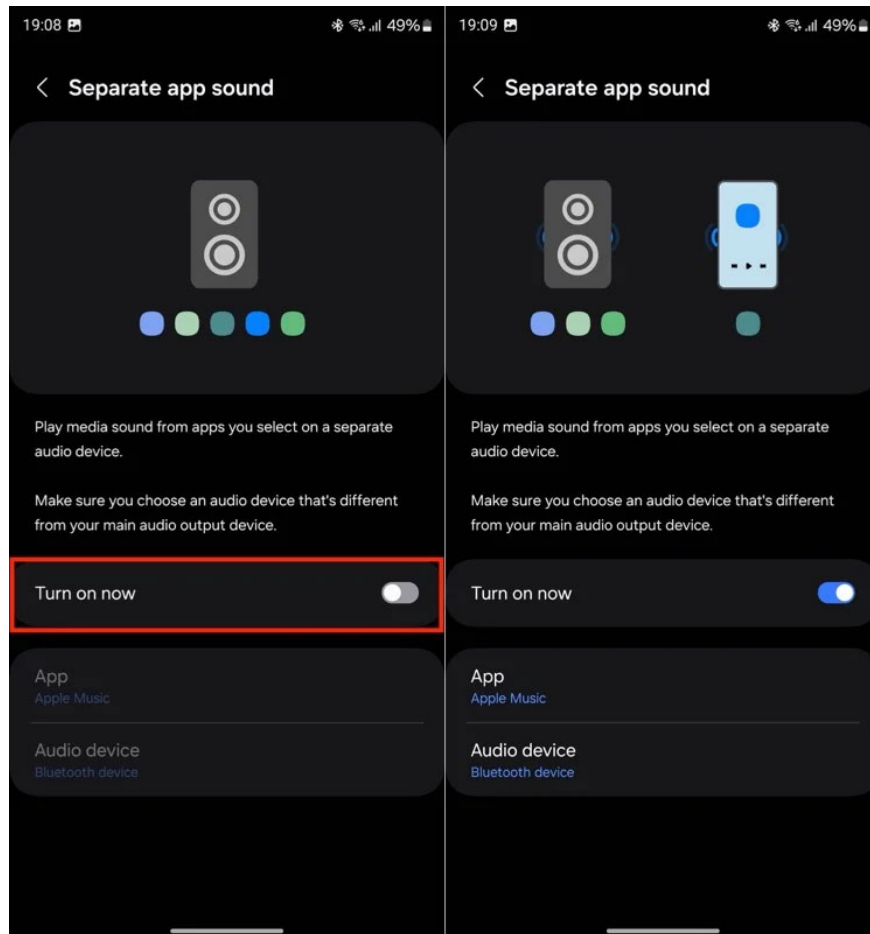 19:08
49%
Separate app sound
Play media sound from apps you select on a separate
audio device.
Make sure you choose an audio device that's different
from your main audio output device.
Turn on now
App
Apple Music
Audio device
Bluetooth device
19:09
49%
Separate app sound
Play media sound from apps you select on a separate
audio device.
Make sure you choose an audio device that's different
from your main audio output device.
Turn on now
App
Apple Music
Audio device
Bluetooth device